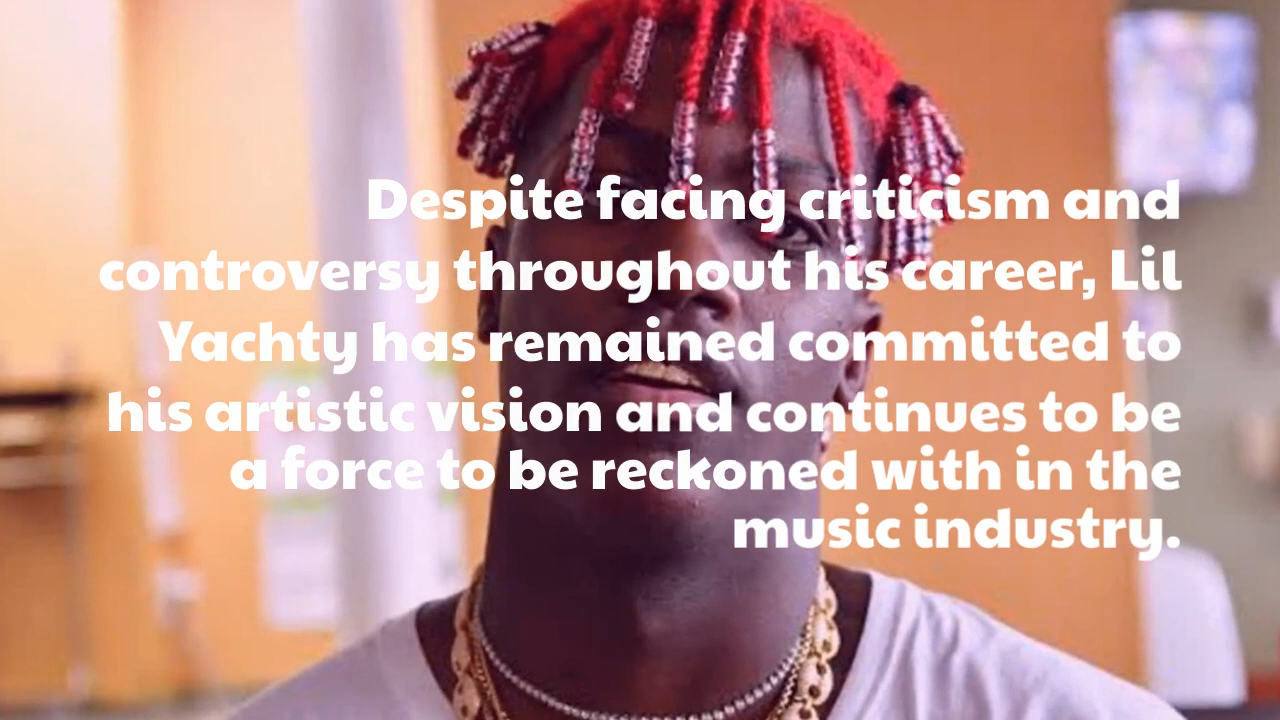 Despite facing criticism and
controversy throughout his career, Lil
Yachty has remained committed to
his artistic vision and continues to be
a force to be reckoned with in the
music industry.